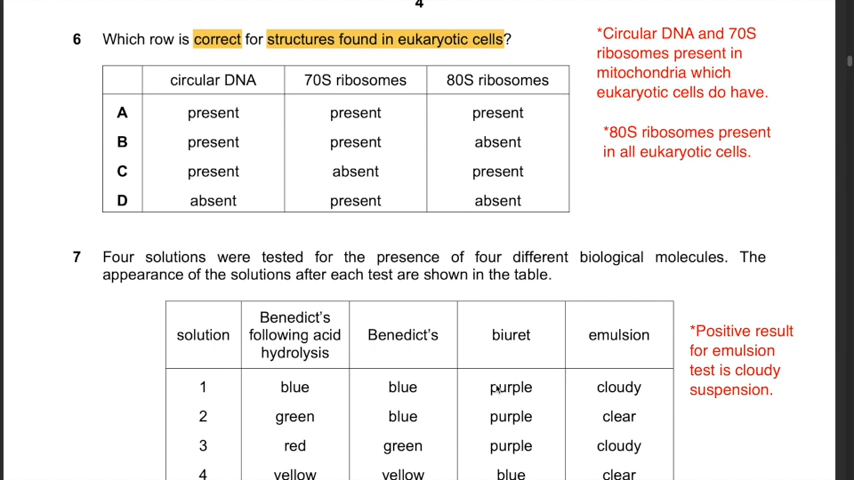 4
6 Which row is correct for structures found in eukaryotic cells?
circular DNA 70S ribosomes 80S ribosomes
A present present present
B present present absent
C present absent present
D absent present absent
*Circular DNA and 70S
ribosomes present in
mitochondria which
eukaryotic cells do have.
*80S ribosomes present
in all eukaryotic cells.
7 Four solutions were tested for the presence of four different biological molecules. The
appearance of the solutions after each test are shown in the table.
solution Benedict's following acid hydrolysis Benedict's biuret emulsion
1 blue blue purple cloudy
2 green blue purple clear
3 red green purple cloudy
4 yellow yellow blue clear
*Positive result
for emulsion
test is cloudy
suspension.